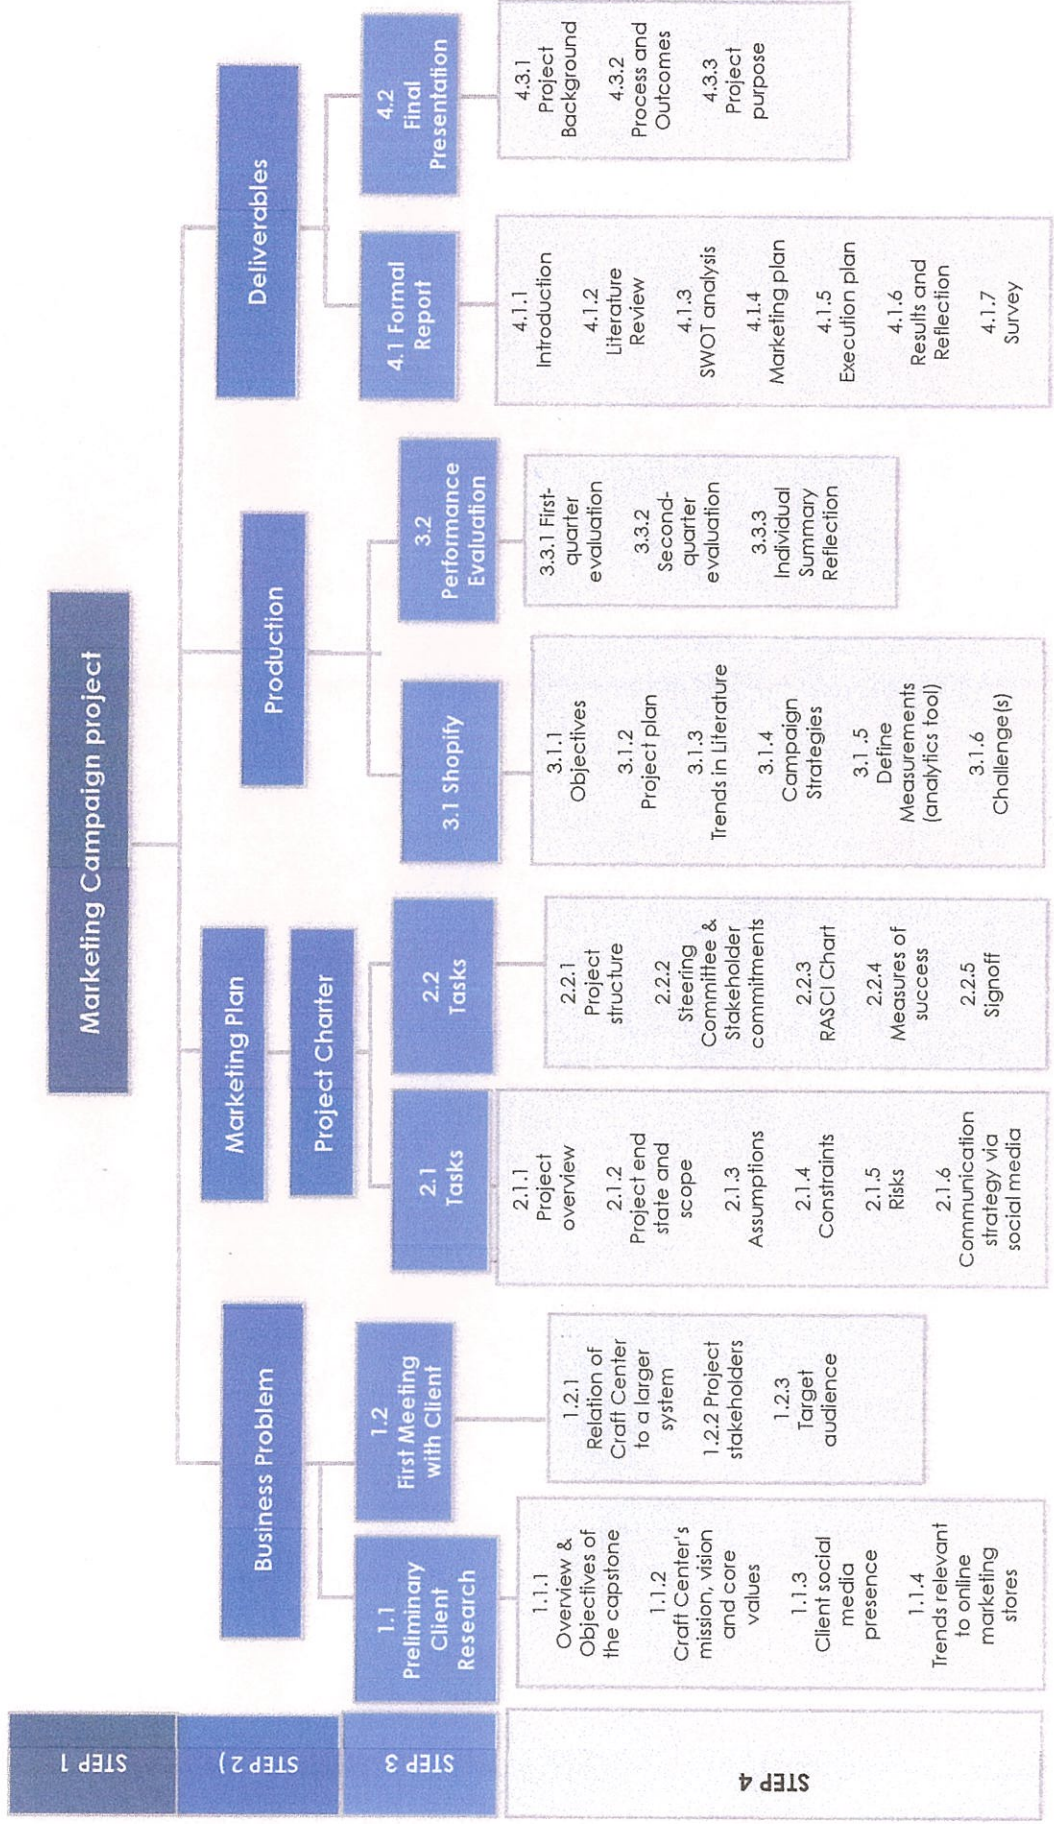 Marketing Campaign project
STEP 1
STEP 2)
STEP 3
STEP 4
Business Problem
1.1
Preliminary
Client
Research
1.1.1
Overview &
Objectives of
the capstone
1.1.2
Craft Center's
mission, vision
and core
values
1.1.3
Client social
media
presence
1.1.4
Trends relevant
to online
marketing
stores
1.2
First Meeting
with Client
1.2.1
Relation of
Craft Center
to a larger
system
1.2.2 Project
stakeholders
1.2.3
Target
audience
Marketing Plan
Project Charter
2.1
Tasks
2.1.1
Project
overview
2.1.2
Project end
state and
scope
2.1.3
Assumptions
2.1.4
Constraints
2.1.5
Risks
2.1.6
Communication
strategy via
social media
2.2
Tasks
2.2.1
Project
structure
2.2.2
Steering
Committee &
Stakeholder
commitments
2.2.3
RASCI Chart
2.2.4
Measures of
success
2.2.5
Signoff
Production
3.1 Shopify
3.1.1
Objectives
3.1.2
Project plan
3.1.3
Trends in Literature
3.1.4
Campaign
Strategies
3.1.5
Define
Measurements
(analytics tool)
3.1.6
Challenge(s)
3.2
Performance
Evaluation
3.3.1 First-
quarter
evaluation
3.3.2
Second-
quarter
evaluation
3.3.3
Individual
Summary
Reflection
Deliverables
4.1 Formal
Report
4.1.1
Introduction
4.1.2
Literature
Review
4.1.3
SWOT analysis
4.1.4
Marketing plan
4.1.5
Execution plan
4.1.6
Results and
Reflection
4.1.7
Survey
4.2
Final
Presentation
4.3.1
Project
Background
4.3.2
Process and
Outcomes
4.3.3
Project
purpose